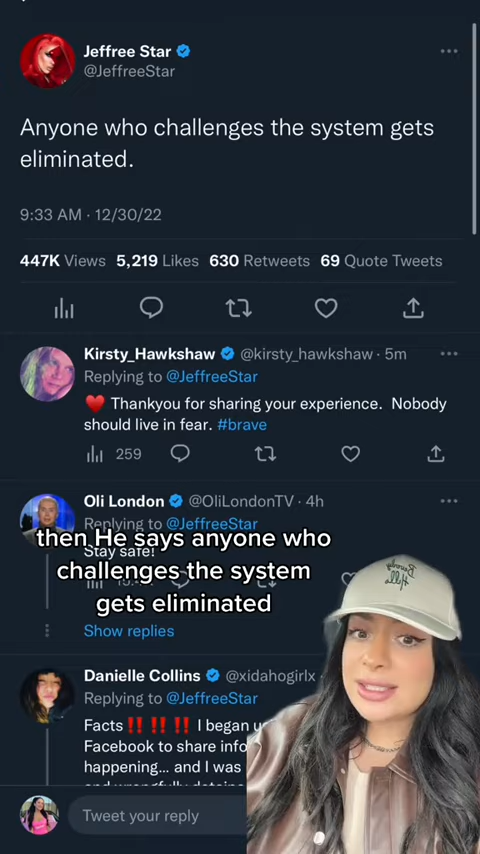 Jeffree Star
@JeffreeStar
Anyone who challenges the system gets
eliminated.
9:33 AM · 12/30/22
447K Views 5,219 Likes 630 Retweets 69 Quote Tweets
Kirsty_Hawkshaw @kirsty_hawkshaw · 5m
Replying to @JeffreeStar
❤️ Thankyou for sharing your experience. Nobody
should live in fear. #brave
259
Oli London @OliLondonTV · 4h
Replying to @JeffreeStar
Stay safe!
then He says anyone who
challenges the system
gets eliminated
Show replies
Danielle Collins @xidahogirlx
Replying to @JeffreeStar
Facts‼️‼️‼️ I began
Facebook to share info
happening... and I was
and wrongfully
Tweet your reply
Beverly
Hills